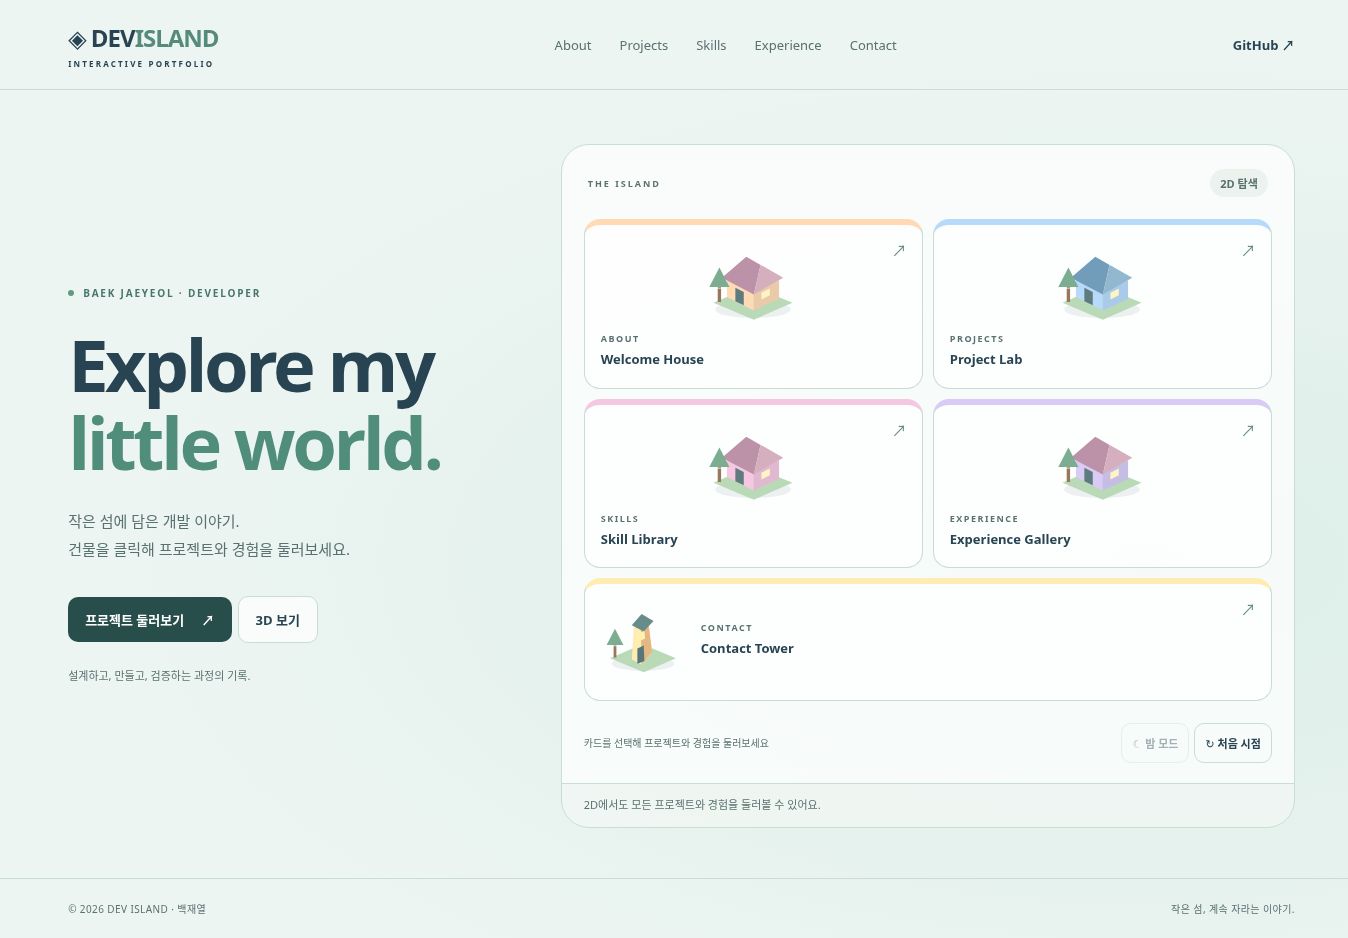 ◈ DEVISLAND
INTERACTIVE PORTFOLIO
About Projects Skills Experience Contact
GitHub ↗
BAEK JAEYEOL · DEVELOPER
Explore my
little world.
작은 섬에 담은 개발 이야기.
건물을 클릭해 프로젝트와 경험을 둘러보세요.
프로젝트 둘러보기 ↗
3D 보기
설계하고, 만들고, 검증하는 과정의 기록.
THE ISLAND
2D 탐색
↗
ABOUT
Welcome House
↗
PROJECTS
Project Lab
↗
SKILLS
Skill Library
↗
EXPERIENCE
Experience Gallery
↗
CONTACT
Contact Tower
카드를 선택해 프로젝트와 경험을 둘러보세요
☾ 밤 모드
↻ 처음 시점
2D에서도 모든 프로젝트와 경험을 둘러볼 수 있어요.
© 2026 DEV ISLAND · 백재열
작은 섬, 계속 자라는 이야기.